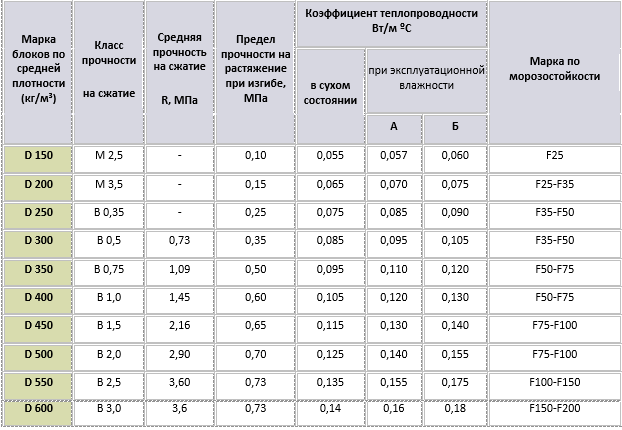 Марка блоков по средней плотности (кг/м³)
Класс прочности на сжатие
Средняя прочность на сжатие R, МПа
Предел прочности на растяжение при изгибе, МПа
Коэффициент теплопроводности Вт/м ºС
в сухом состоянии
при эксплуатационной влажности
А Б
Марка по морозостойкости
D 150 М 2,5 - 0,10 0,055 0,057 0,060 F25
D 200 М 3,5 - 0,15 0,065 0,070 0,075 F25-F35
D 250 В 0,35 - 0,25 0,075 0,085 0,090 F35-F50
D 300 В 0,5 0,73 0,35 0,085 0,095 0,105 F35-F50
D 350 В 0,75 1,09 0,50 0,095 0,110 0,120 F50-F75
D 400 В 1,0 1,45 0,60 0,105 0,120 0,130 F50-F75
D 450 В 1,5 2,16 0,65 0,115 0,130 0,140 F75-F100
D 500 В 2,0 2,90 0,70 0,125 0,140 0,155 F75-F100
D 550 В 2,5 3,60 0,73 0,135 0,155 0,175 F100-F150
D 600 В 3,0 3,6 0,73 0,14 0,16 0,18 F150-F200